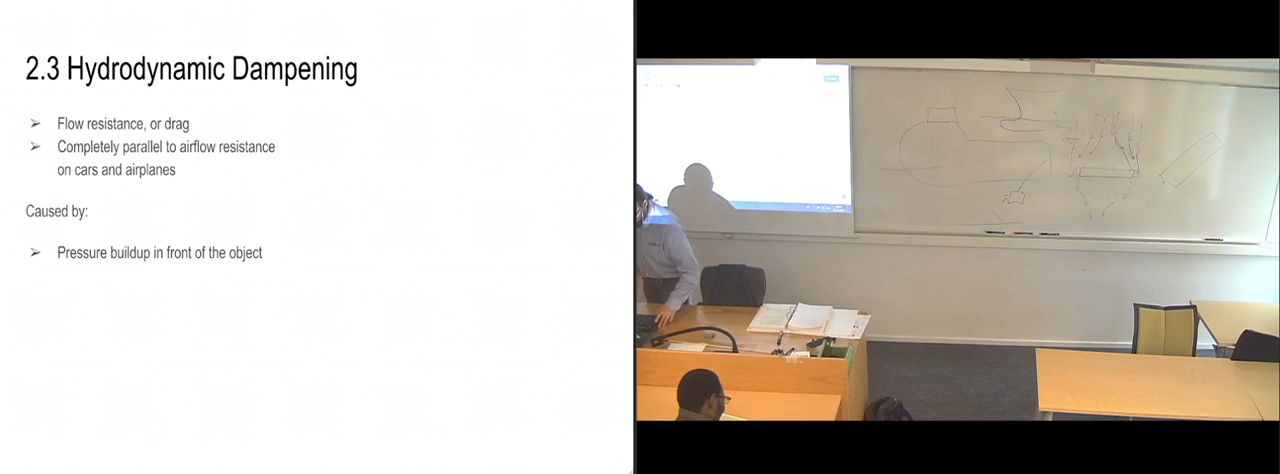 2.3 Hydrodynamic Dampening
➢ Flow resistance, or drag
➢ Completely parallel to airflow resistance
on cars and airplanes
Caused by:
➢ Pressure buildup in front of the object